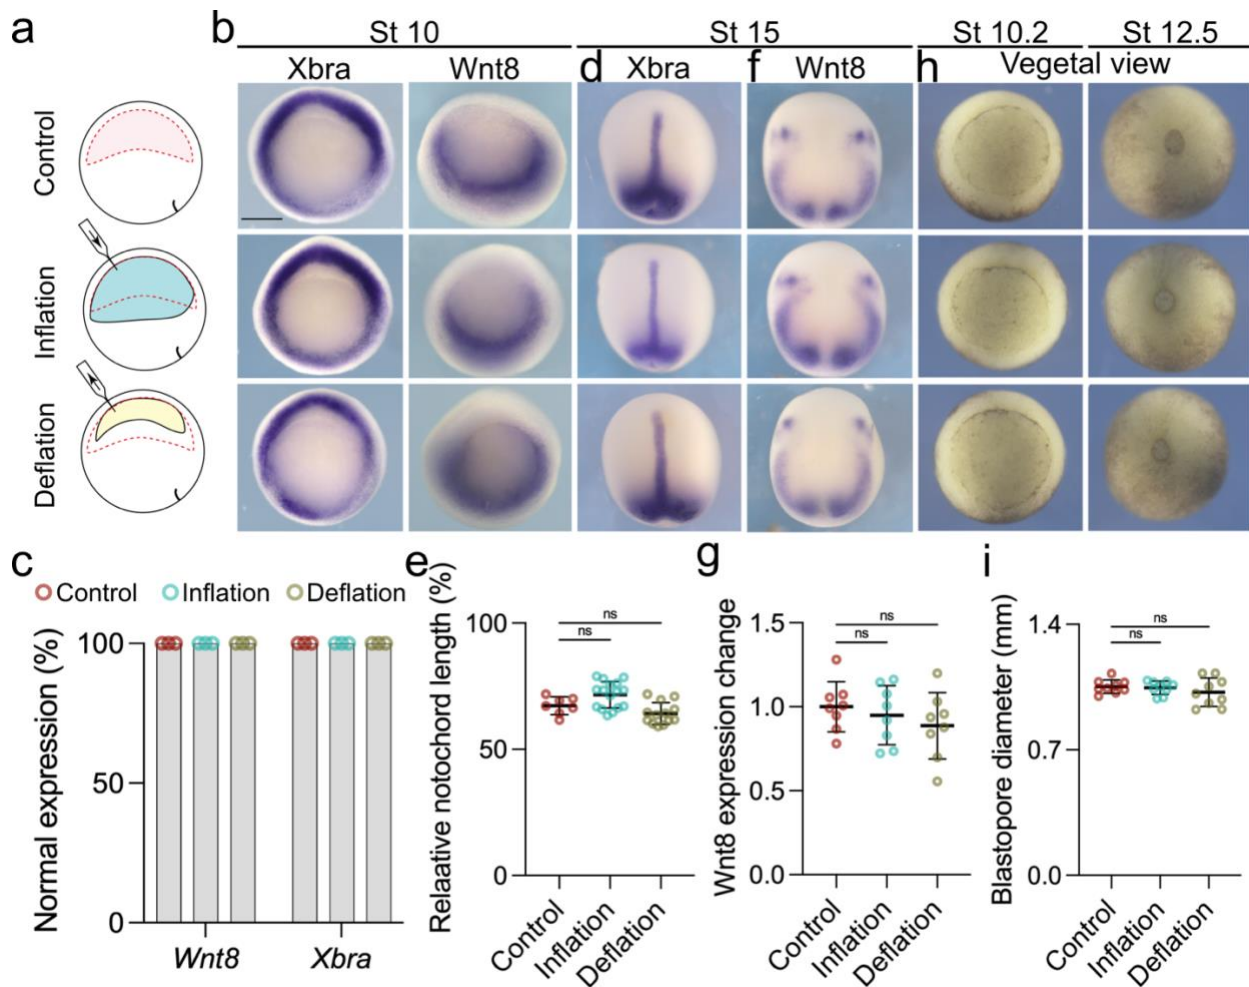 a
b
St 10
St 15
St 10.2
St 12.5
Xbra
Wnt8
d
Xbra
f
Wnt8
h
Vegetal view
Control
Inflation
Deflation
c
Control
Inflation
Deflation
Normal expression (%)
100
50
0
Wnt8
Xbra
e
Relaative notochord length (%)
100
50
0
ns
ns
Control
Inflation
Deflation
g
Wnt8 expression change
1.5
1.0
0.5
0.0
ns
ns
Control
Inflation
Deflation
i
Blastopore diameter (mm)
1.4
0.7
0.0
ns
ns
Control
Inflation
Deflation